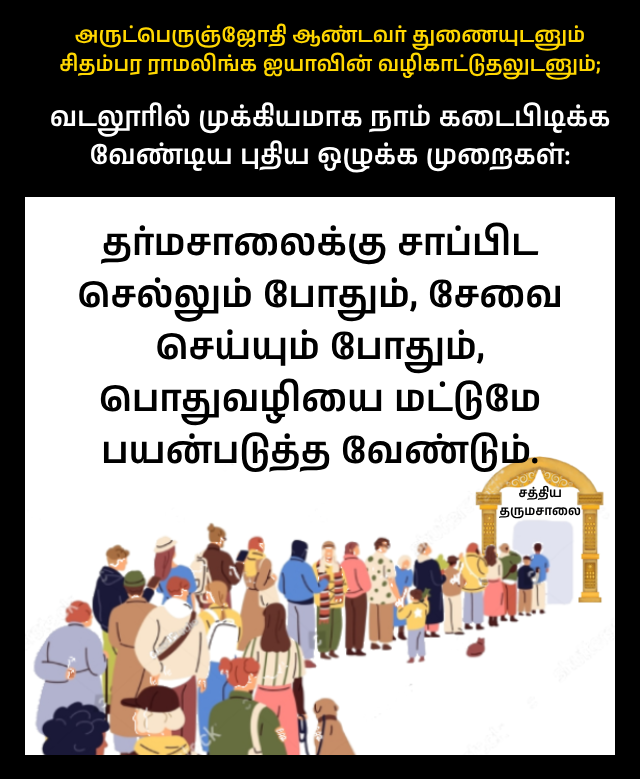 அருட்பெருஞ்ஜோதி ஆண்டவர் துணையுடனும்
சிதம்பர ராமலிங்க ஐயாவின் வழிகாட்டுதலுடனும்;
வடலூரில் முக்கியமாக நாம் கடைபிடிக்க
வேண்டிய புதிய ஒழுக்க முறைகள்:
தர்மசாலைக்கு சாப்பிட
செல்லும் போதும், சேவை
செய்யும் போதும்,
பொதுவழியை மட்டுமே
பயன்படுத்த வேண்டும்.
சத்திய
தருமசாலை